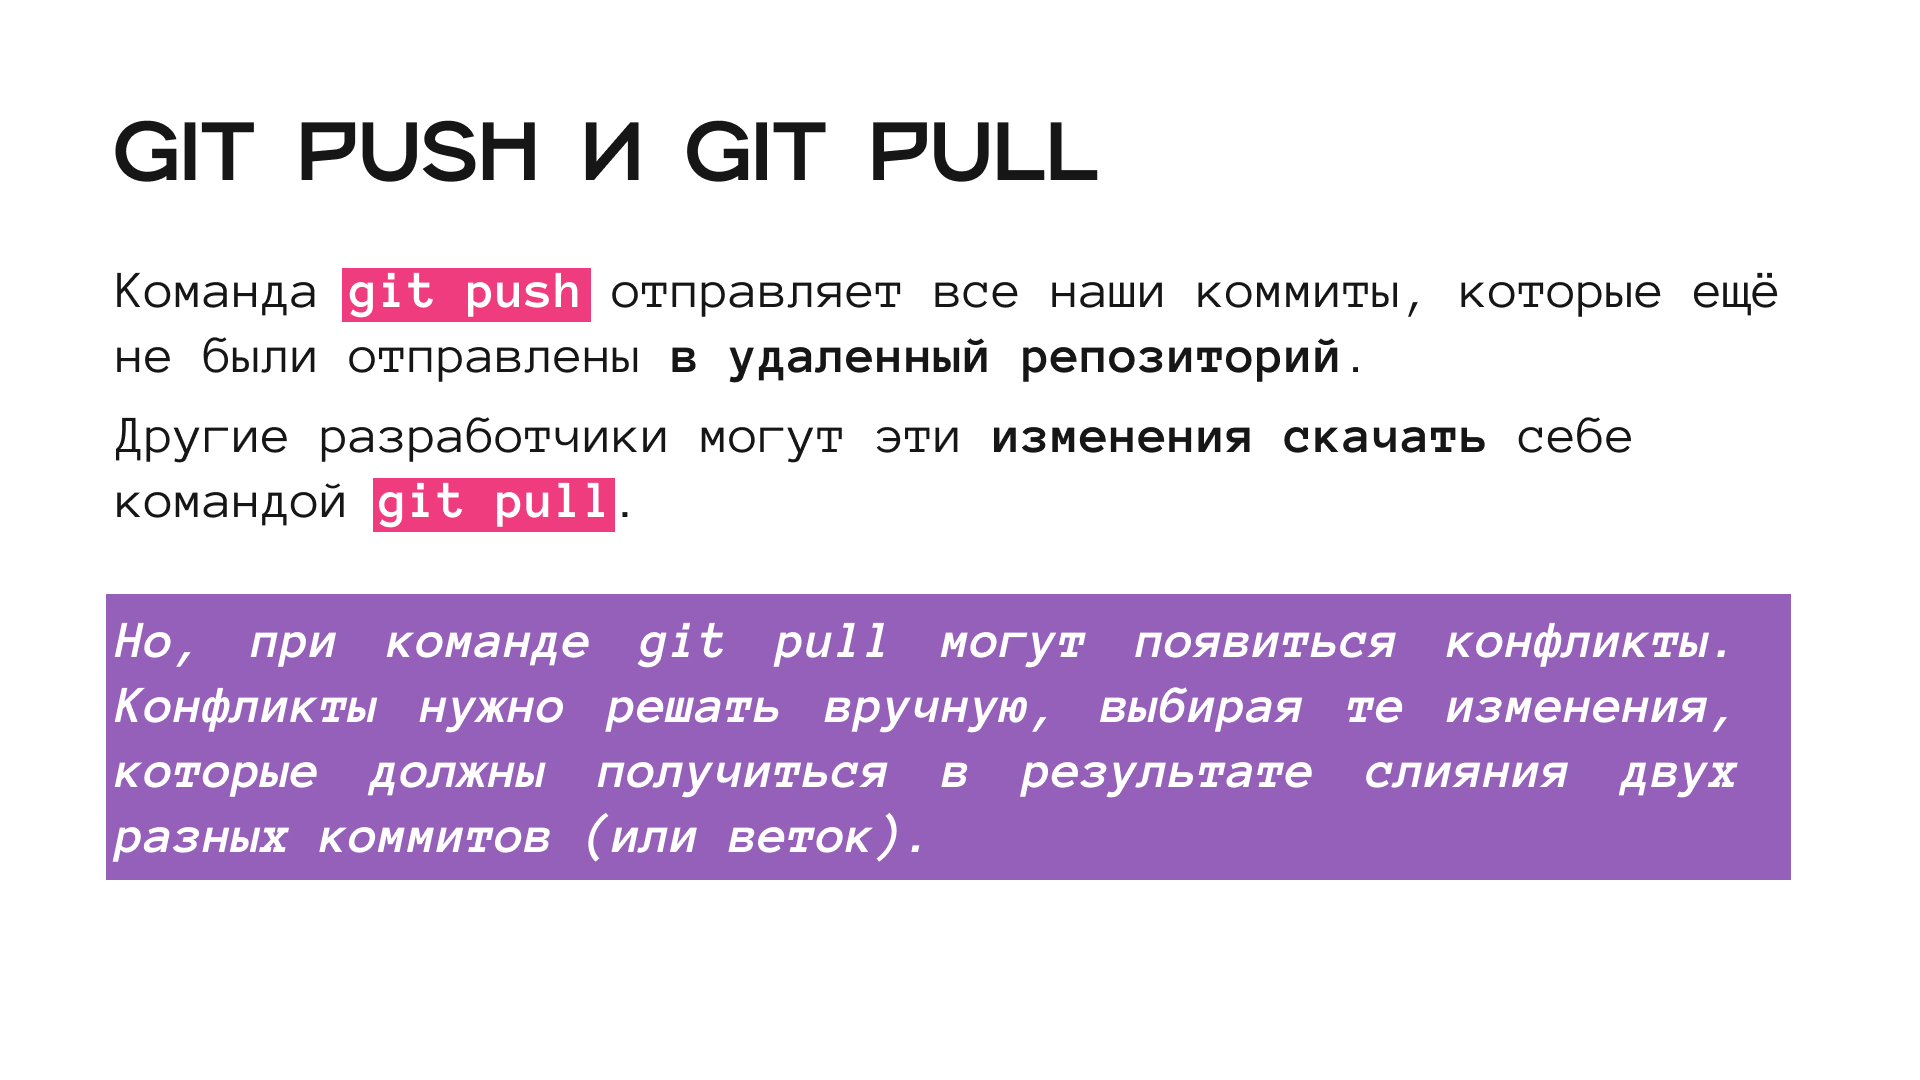 GIT PUSH И GIT PULL
Команда git push отправляет все наши коммиты, которые ещё
не были отправлены в удаленный репозиторий.
Другие разработчики могут эти изменения скачать себе
командой git pull.
Но, при команде git pull могут появиться конфликты.
Конфликты нужно решать вручную, выбирая те изменения,
которые должны получиться в результате слияния двух
разных коммитов (или веток).